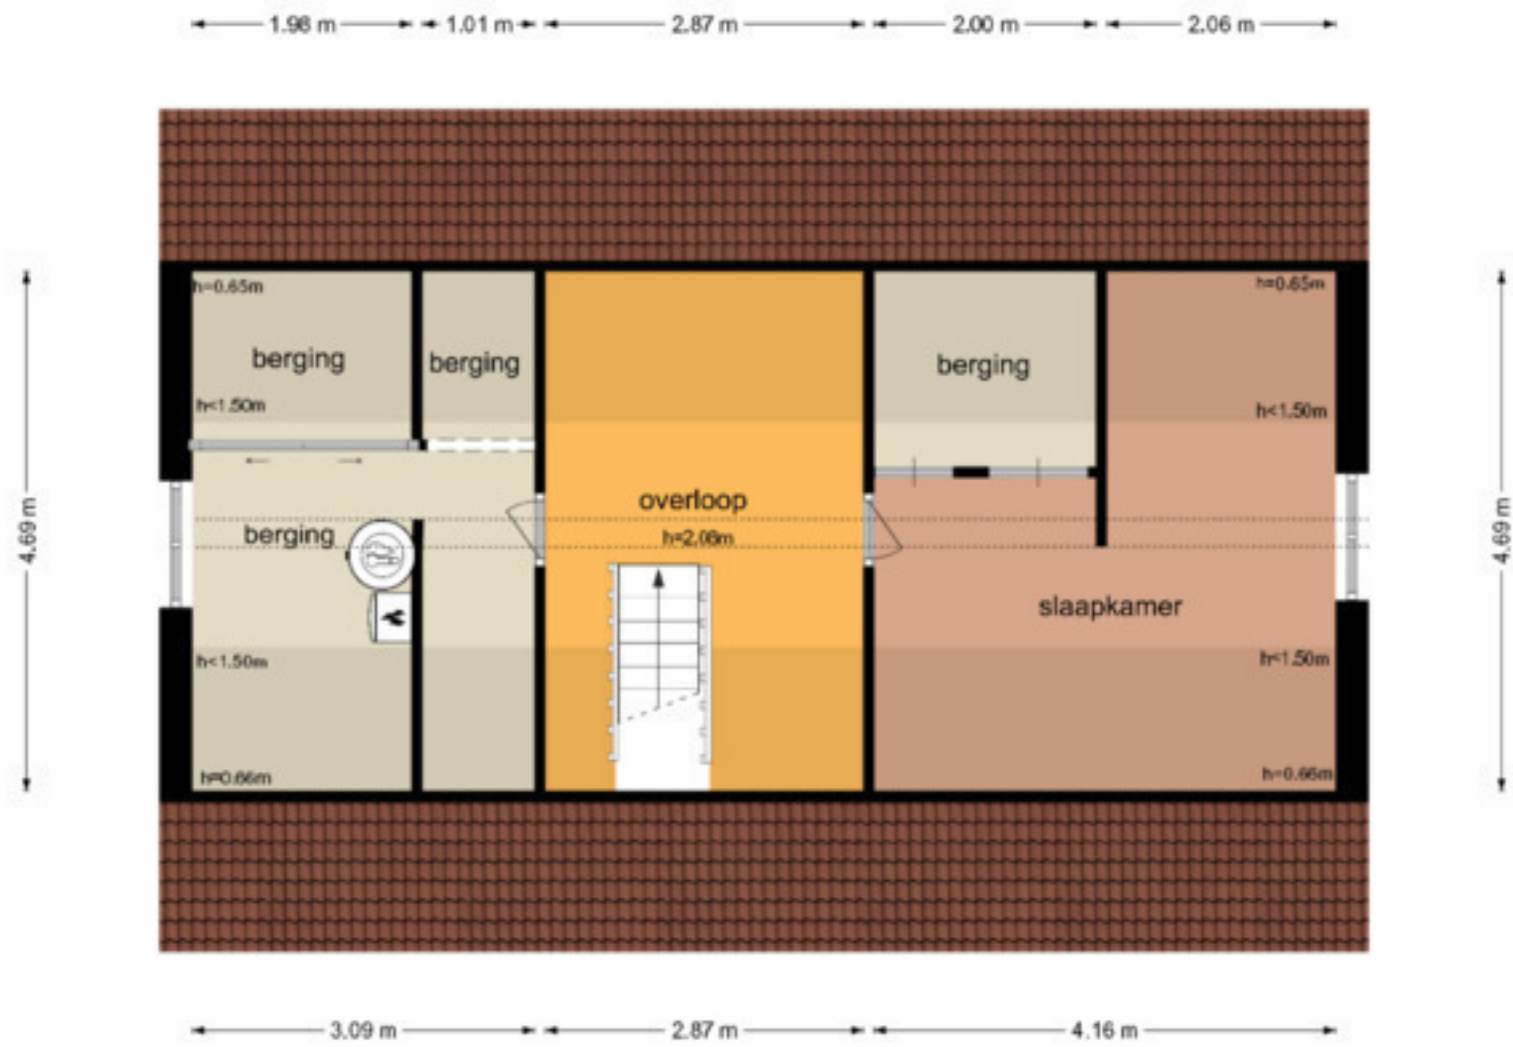 1.98 m
1.01 m
2.87 m
2.00 m
2.06 m
h=0.65m
h=0.65m
berging
berging
berging
h<1.50m
h<1.50m
overloop
h=2.08m
berging
4.69 m
4.69 m
slaapkamer
h<1.50m
h<1.50m
h=0.66m
h=0.66m
3.09 m
2.87 m
4.16 m